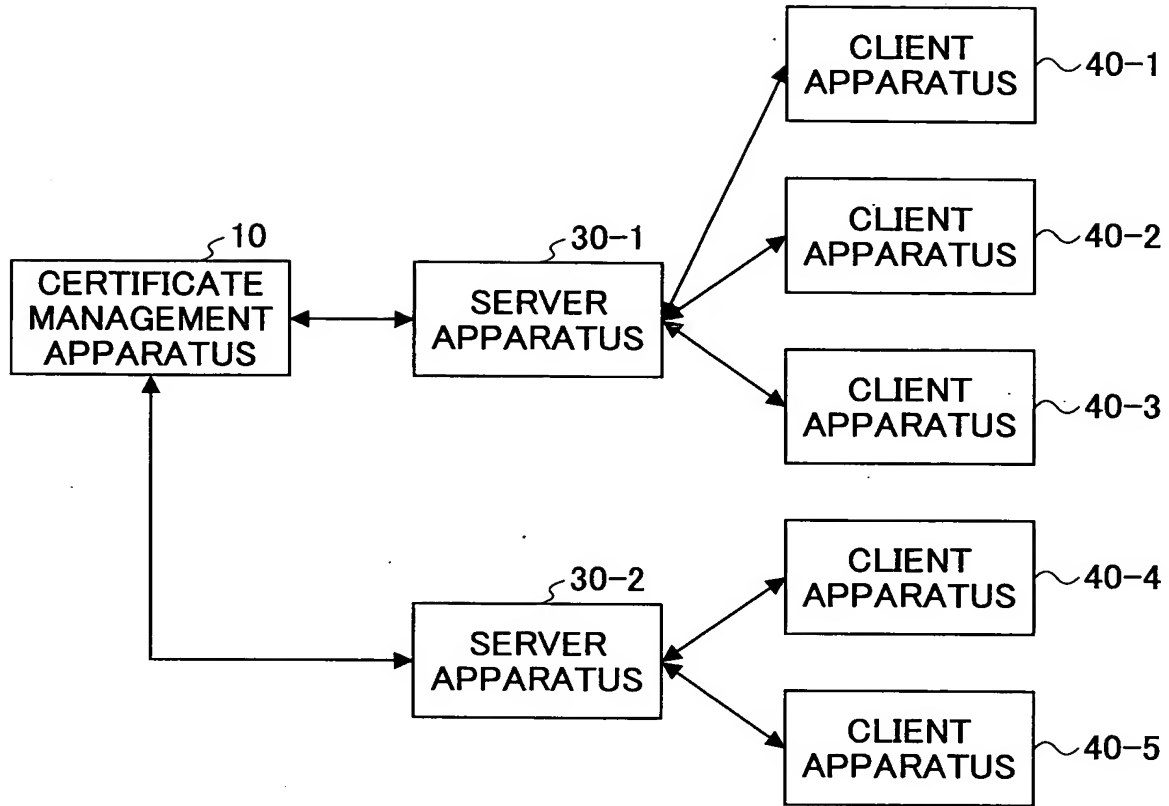 CLIENT
APPARATUS
40-1
CLIENT
APPARATUS
40-2
10
CERTIFICATE
MANAGEMENT
APPARATUS
30-1
SERVER
APPARATUS
CLIENT
APPARATUS
40-3
30-2
SERVER
APPARATUS
CLIENT
APPARATUS
40-4
CLIENT
APPARATUS
40-5